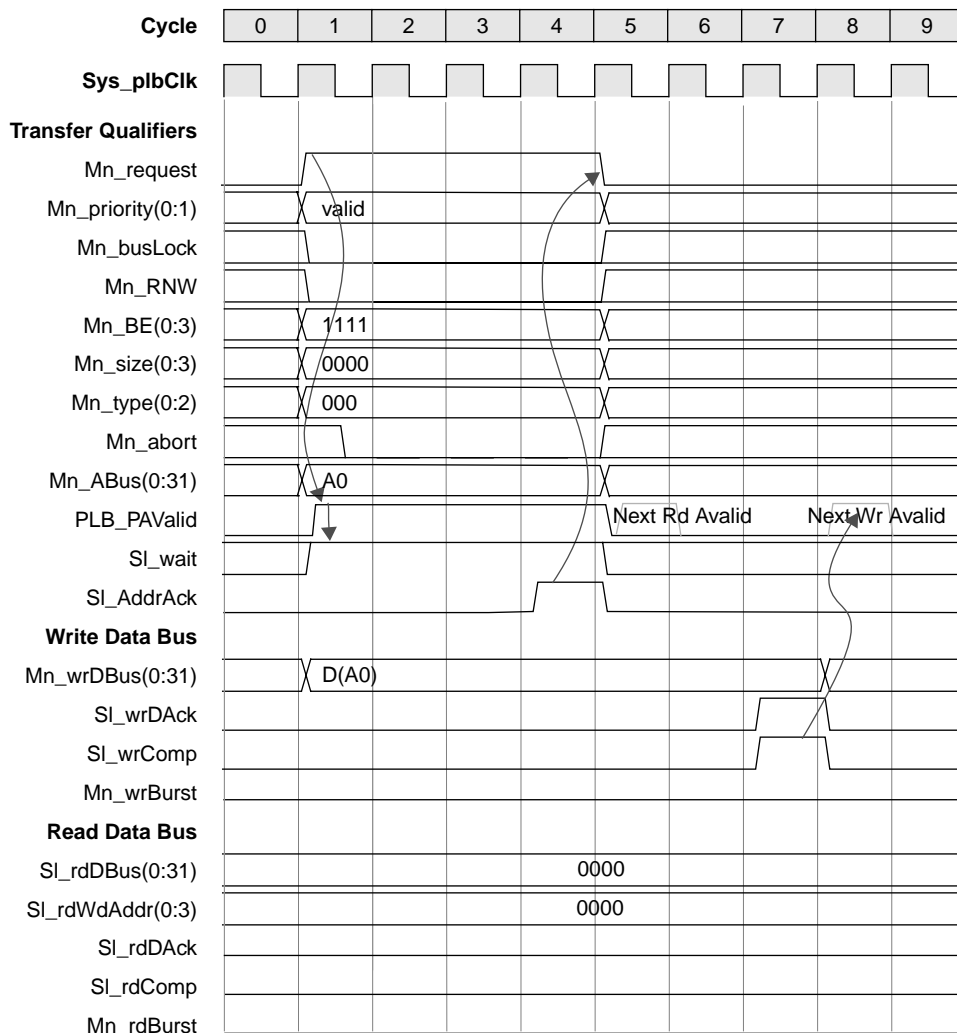 Cycle 0 1 2 3 4 5 6 7 8 9
Sys_plbClk
Transfer Qualifiers
Mn_request
Mn_priority(0:1) valid
Mn_busLock
Mn_RNW
Mn_BE(0:3) 1111
Mn_size(0:3) 0000
Mn_type(0:2) 000
Mn_abort
Mn_ABus(0:31) A0
PLB_PAValid Next Rd Avalid Next Wr Avalid
Sl_wait
Sl_AddrAck
Write Data Bus
Mn_wrDBus(0:31) D(A0)
Sl_wrDAck
Sl_wrComp
Mn_wrBurst
Read Data Bus
Sl_rdDBus(0:31) 0000
Sl_rdWdAddr(0:3) 0000
Sl_rdDAck
Sl_rdComp
Mn_rdBurst